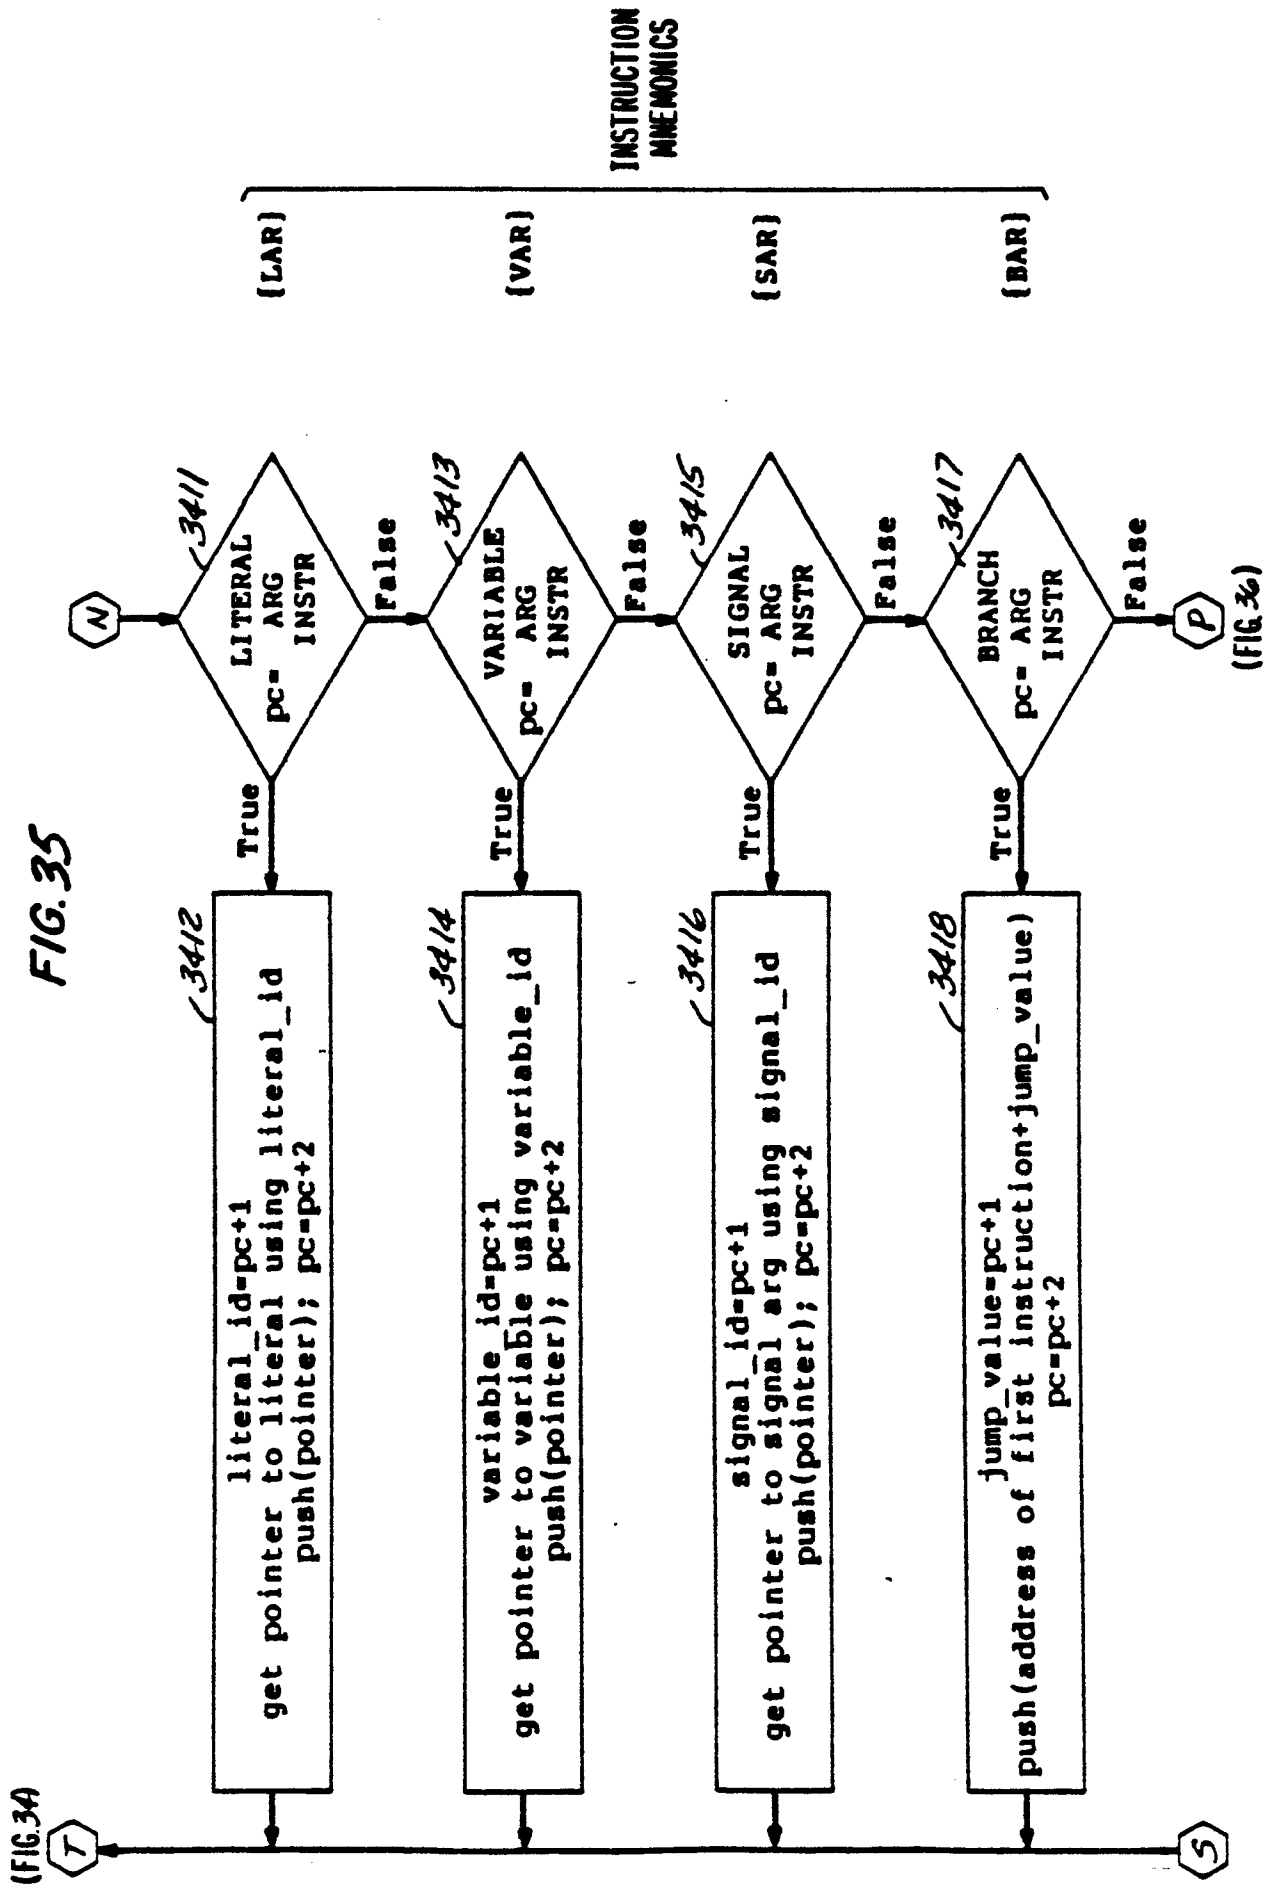 FIG. 35
(FIG. 34)
T
N
3412
literal_id=pc+1
get pointer to literal using literal_id
push(pointer); pc=pc+2
True
3411
LITERAL
pc= ARG
INSTR
False
{LAR}
3414
variable_id=pc+1
get pointer to variable using variable_id
push(pointer); pc=pc+2
True
3413
VARIABLE
pc= ARG
INSTR
False
{VAR}
3416
signal_id=pc+1
get pointer to signal arg using signal_id
push(pointer); pc=pc+2
True
3415
SIGNAL
pc= ARG
INSTR
False
{SAR}
3418
jump_value=pc+1
push(address of first instruction+jump_value)
pc=pc+2
True
3417
BRANCH
pc= ARG
INSTR
False
{BAR}
INSTRUCTION
MNEMONICS
S
P
(FIG. 36)